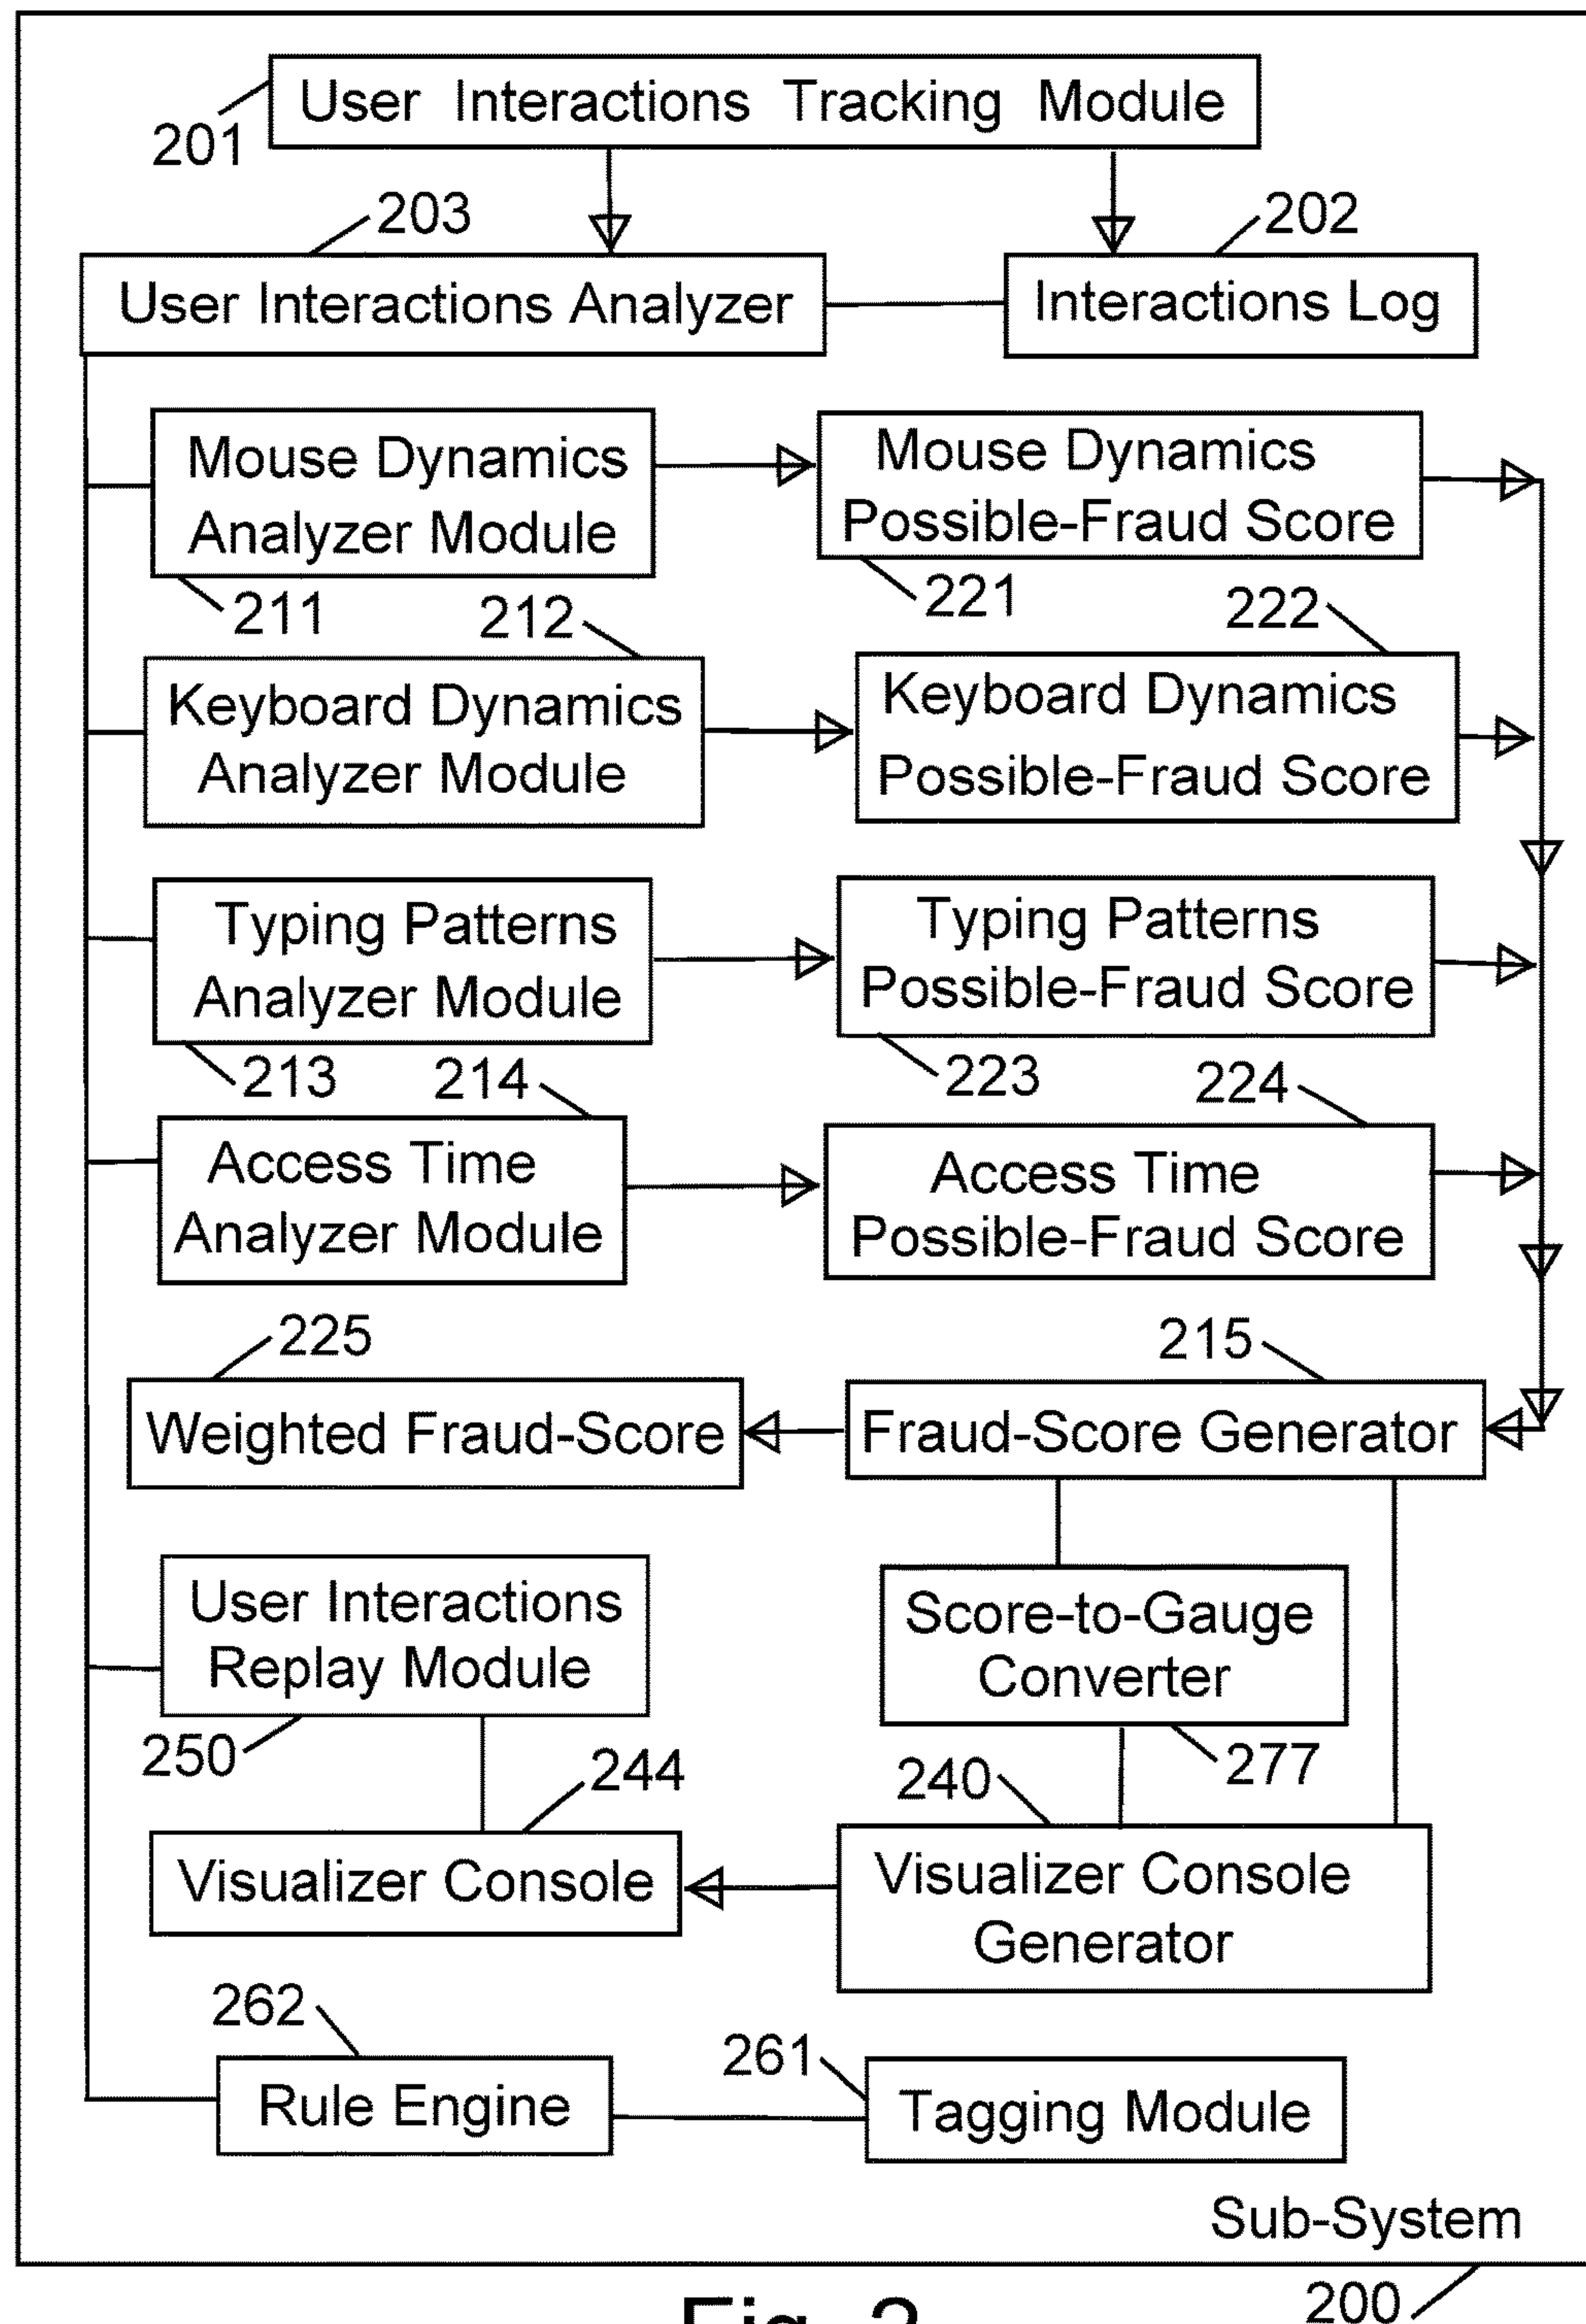 User Interactions Tracking Module
201
203
202
User Interactions Analyzer
Interactions Log
Mouse Dynamics
Analyzer Module
Mouse Dynamics
Possible-Fraud Score
211
212
221
222
Keyboard Dynamics
Analyzer Module
Keyboard Dynamics
Possible-Fraud Score
Typing Patterns
Analyzer Module
Typing Patterns
Possible-Fraud Score
213
214
223
224
Access Time
Analyzer Module
Access Time
Possible-Fraud Score
225
215
Weighted Fraud-Score
Fraud-Score Generator
User Interactions
Replay Module
Score-to-Gauge
Converter
250
244
240
277
Visualizer Console
Visualizer Console
Generator
262
261
Rule Engine
Tagging Module
Sub-System
200
Fig. 2